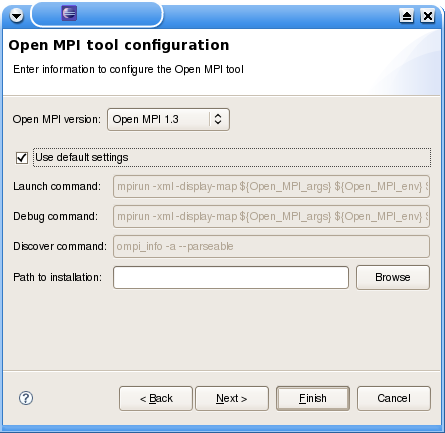 Open MPI tool configuration
Enter information to configure the Open MPI tool
Open MPI version: Open MPI 1.3
Use default settings
Launch command: mpirun -xml -display-map ${Open_MPI_args} ${Open_MPI_env} $
Debug command: mpirun -xml -display-map ${Open_MPI_args} ${Open_MPI_env} $
Discover command: ompi_info -a --parseable
Path to installation: Browse
? < Back Next > Finish Cancel